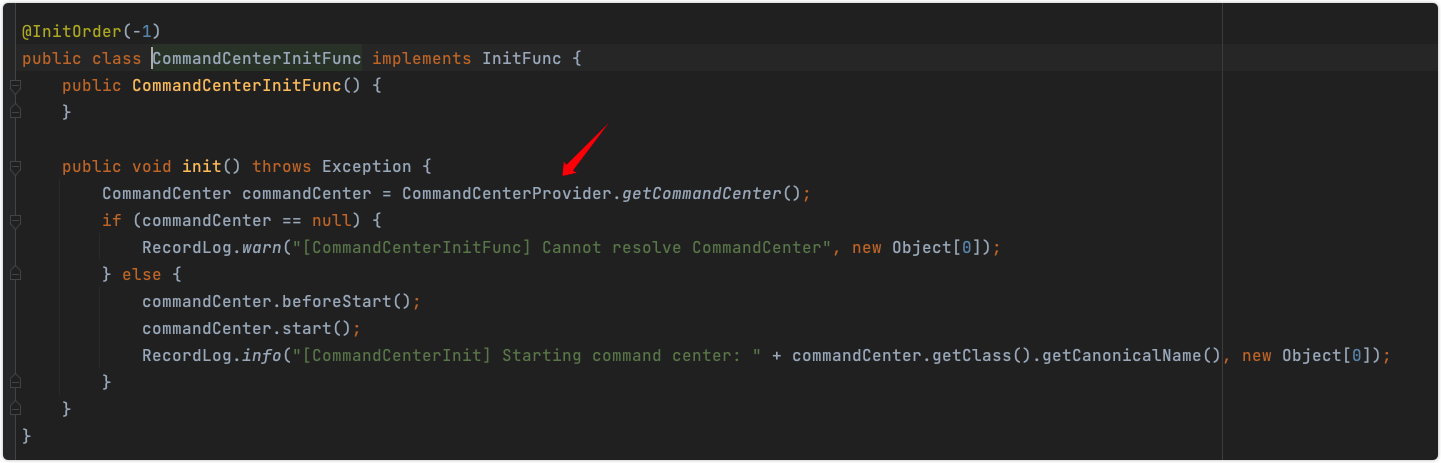 @InitOrder(-1)
public class CommandCenterInitFunc implements InitFunc {
    public CommandCenterInitFunc() {
    }
    public void init() throws Exception {
        CommandCenter commandCenter = CommandCenterProvider.getCommandCenter();
        if (commandCenter == null) {
            RecordLog.warn("[CommandCenterInitFunc] Cannot resolve CommandCenter", new Object[0]);
        } else {
            commandCenter.beforeStart();
            commandCenter.start();
            RecordLog.info("[CommandCenterInit] Starting command center: " + commandCenter.getClass().getCanonicalName(), new Object[0]);
        }
    }
}